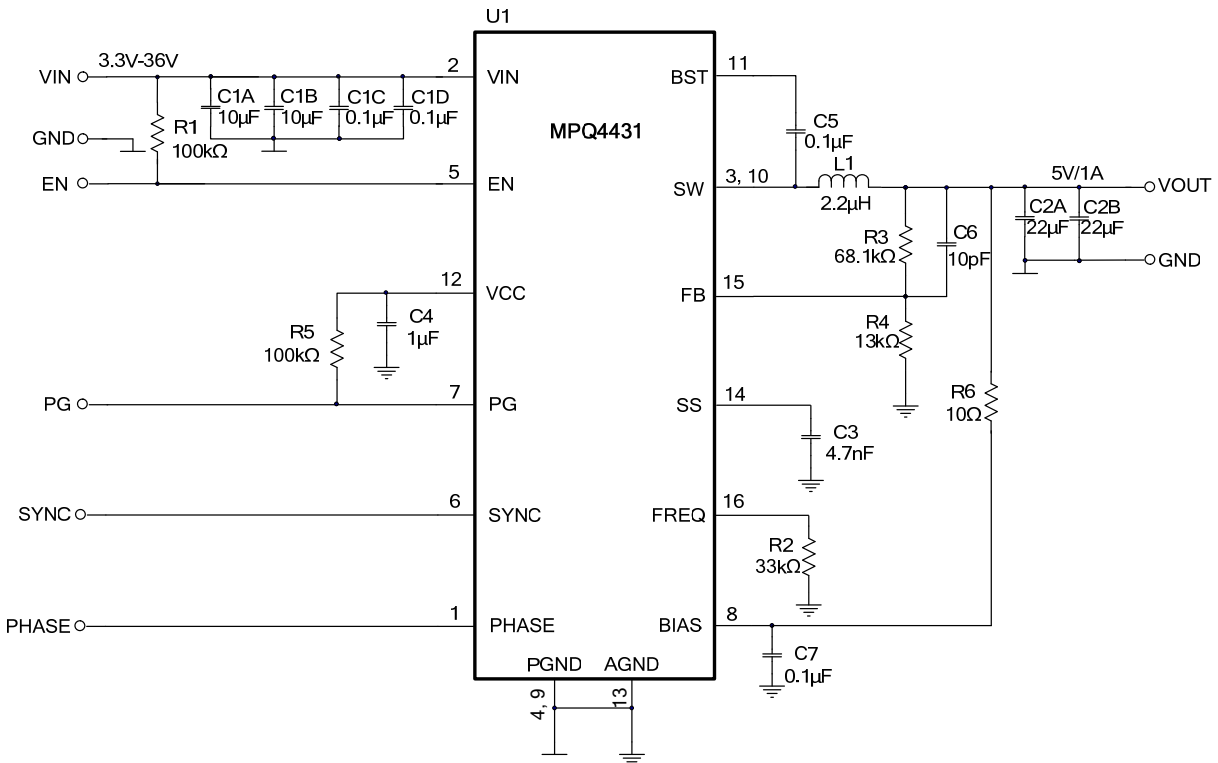 U1
VIN
3.3V-36V
2
VIN
C1A
10µF
C1B
10µF
C1C
0.1µF
C1D
0.1µF
GND
R1
100kΩ
EN
5
EN
12
VCC
C4
1µF
R5
100kΩ
PG
7
PG
SYNC
6
SYNC
PHASE
1
PHASE
MPQ4431
PGND
AGND
4, 9
13
BST
11
C5
0.1µF
SW
3, 10
L1
2.2µH
5V/1A
VOUT
C2A
22µF
C2B
22µF
GND
R3
68.1kΩ
C6
10pF
FB
15
R4
13kΩ
SS
14
C3
4.7nF
R6
10Ω
FREQ
16
R2
33kΩ
BIAS
8
C7
0.1µF